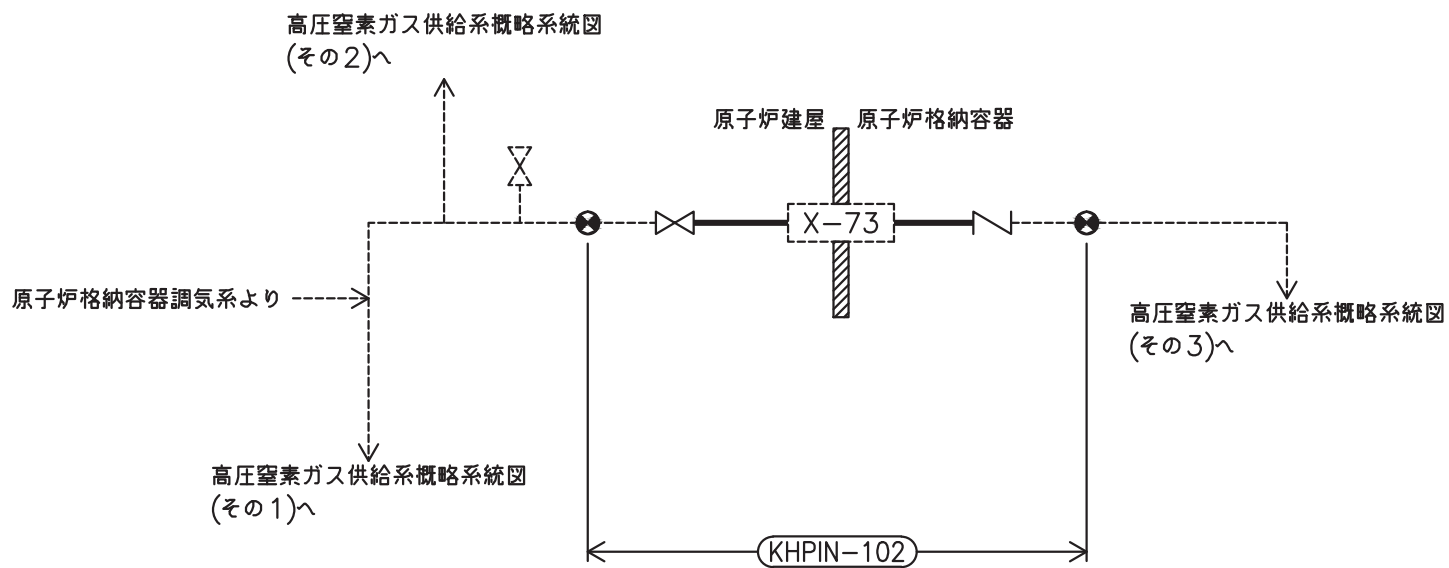 高圧窒素ガス供給系概略系統図
(その2)へ
原子炉建屋
原子炉格納容器
X−73
原子炉格納容器調気系より
高圧窒素ガス供給系概略系統図
(その3)へ
高圧窒素ガス供給系概略系統図
(その1)へ
KHPIN−102